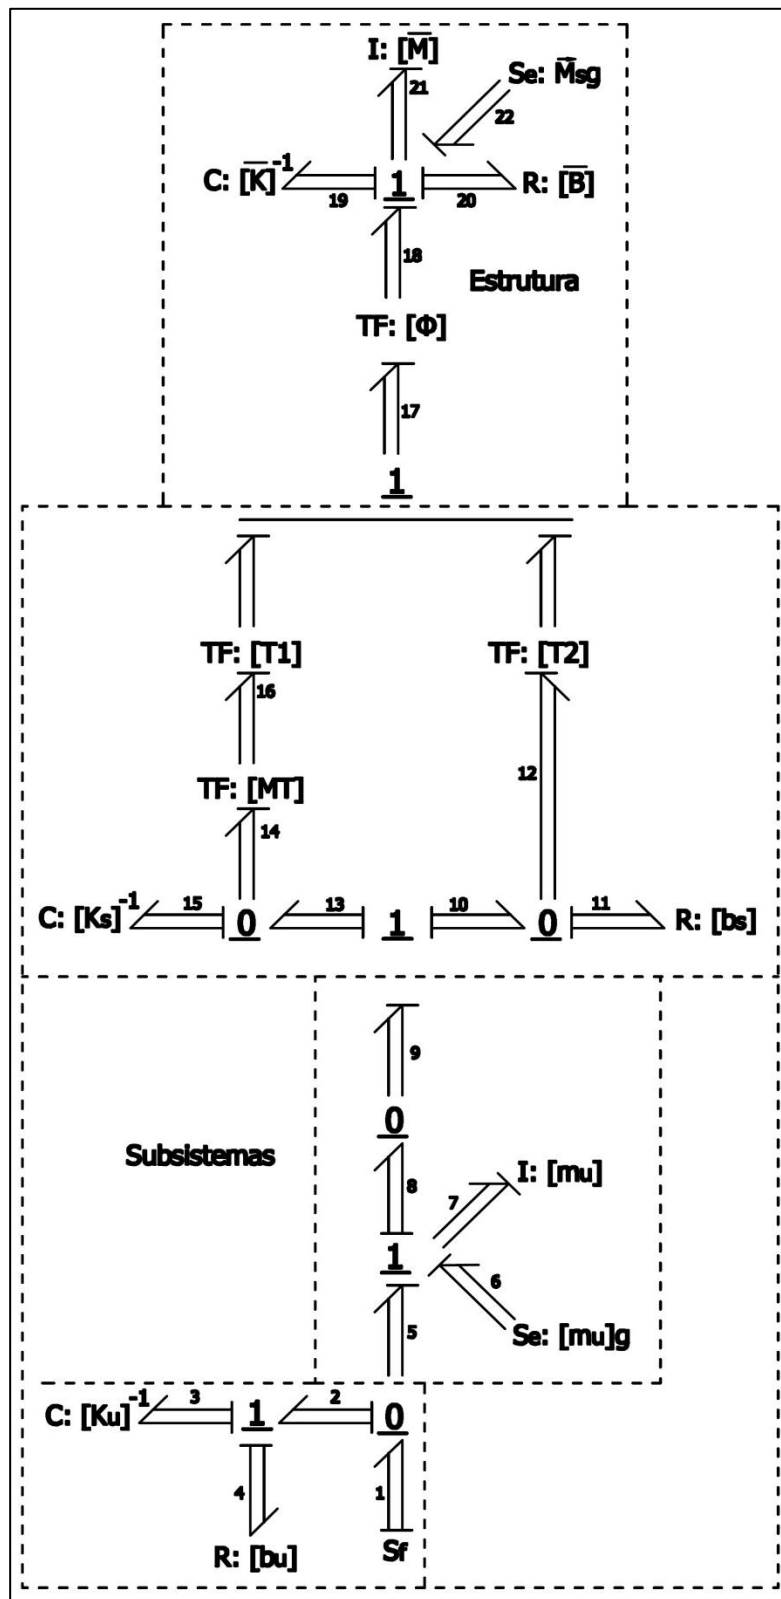 I: [M̅]
Se: M̅sg
21
22
C: [K̅]⁻¹
1
R: [B̅]
19
20
18
Estrutura
TF: [Φ]
17
1
TF: [T1]
TF: [T2]
16
TF: [MT]
12
14
C: [Ks]⁻¹
15
0
13
1
10
0
11
R: [bs]
9
0
Subsistemas
I: [mu]
8
7
1
6
5
Se: [mu]g
C: [Ku]⁻¹
3
1
2
0
4
1
R: [bu]
Sf